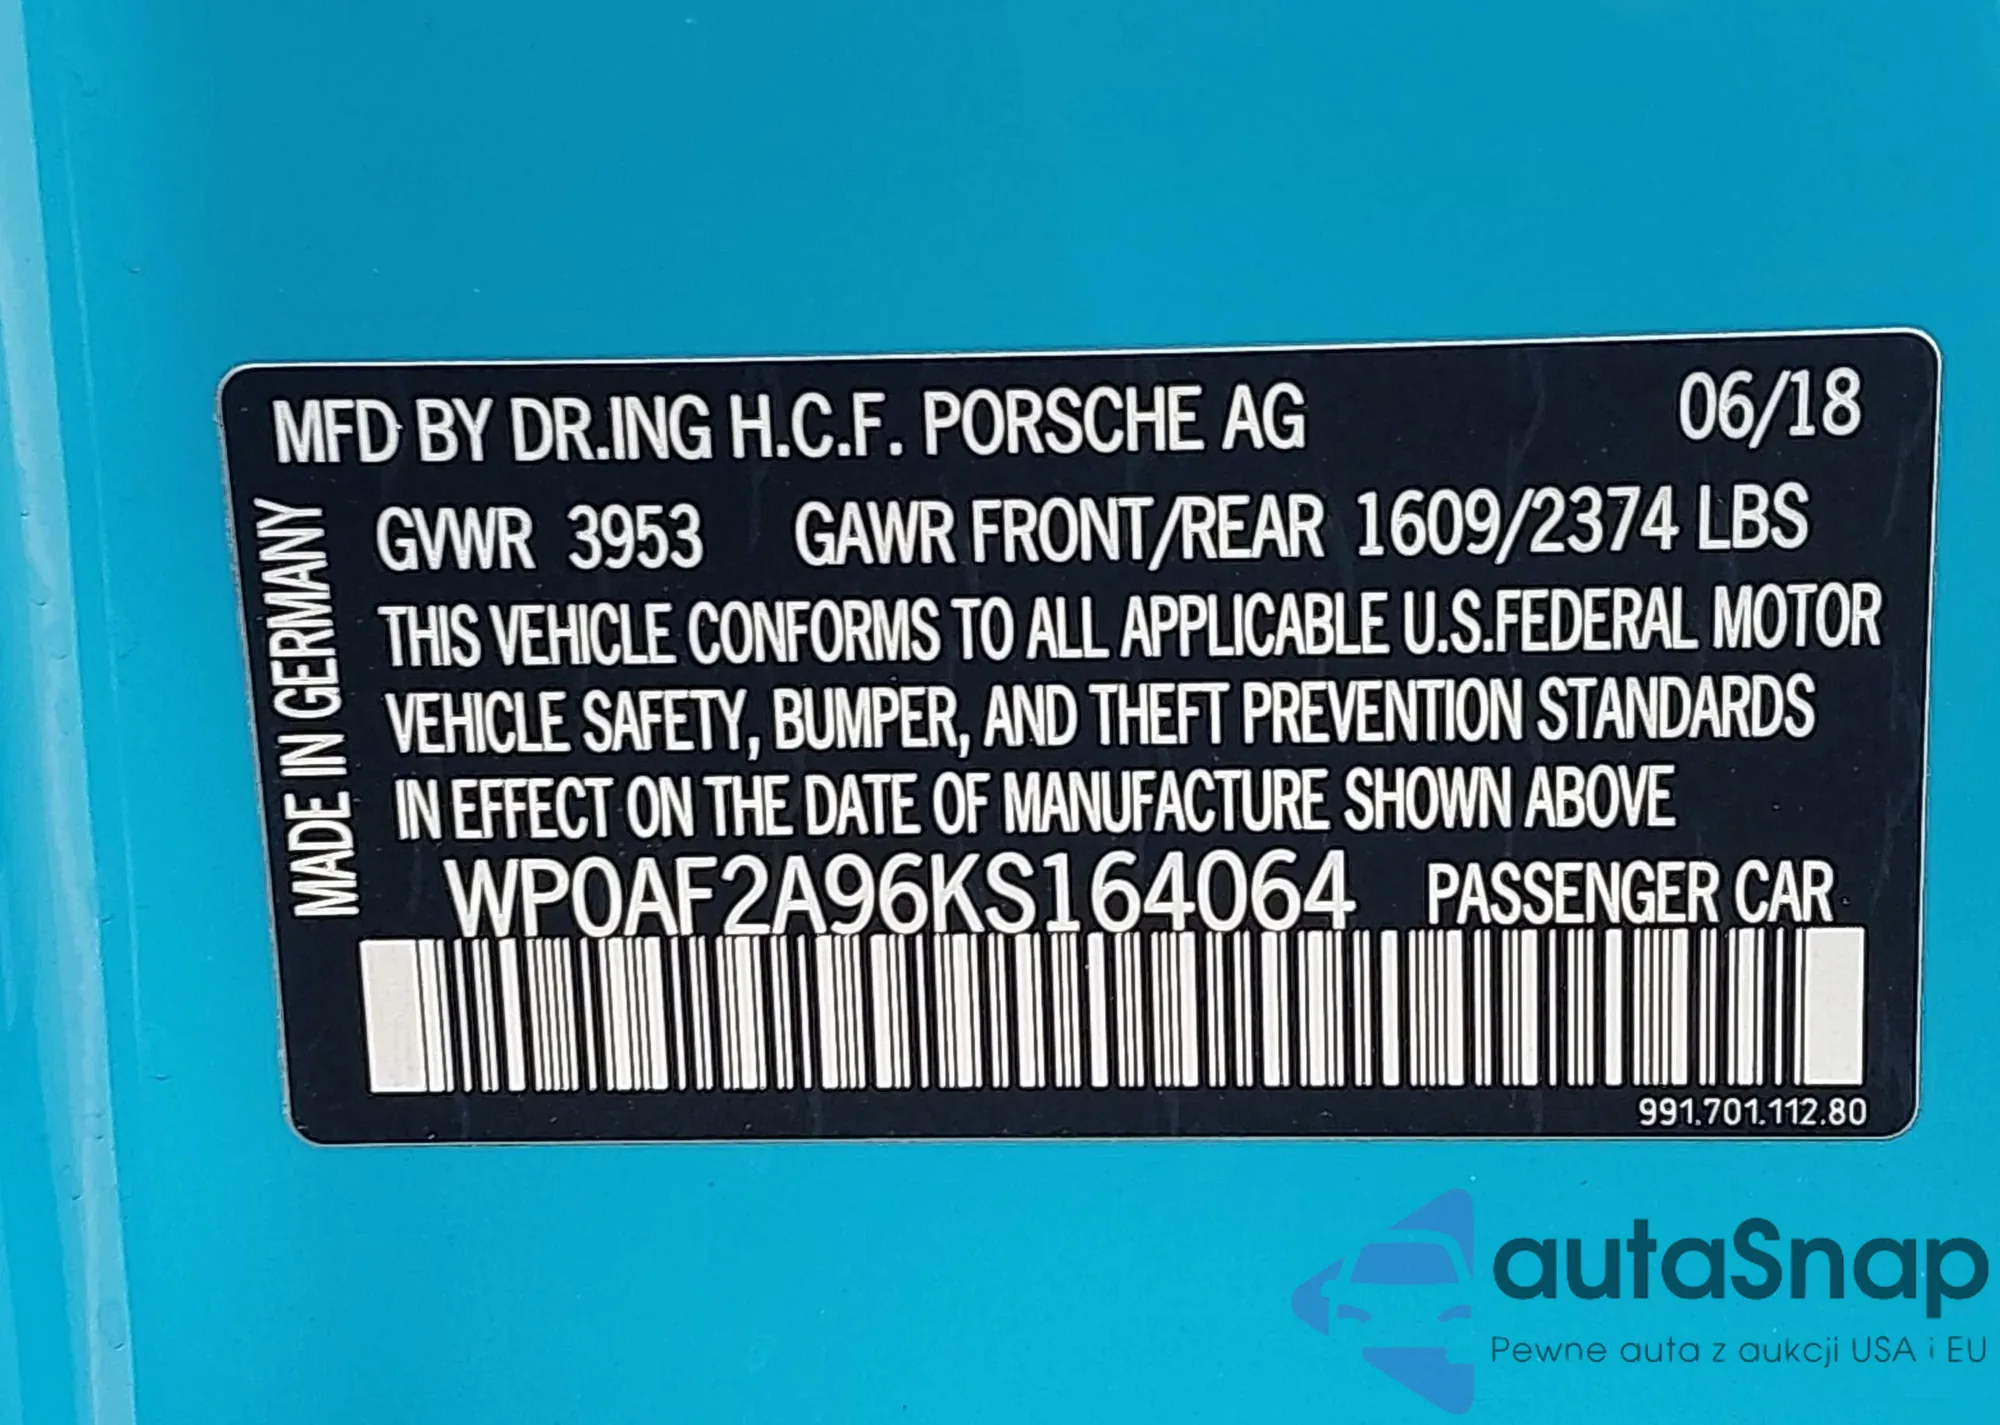 MFD BY DR.ING H.C.F. PORSCHE AG 06/18
GVWR 3953 GAWR FRONT/REAR 1609/2374 LBS
THIS VEHICLE CONFORMS TO ALL APPLICABLE U.S.FEDERAL MOTOR
VEHICLE SAFETY, BUMPER, AND THEFT PREVENTION STANDARDS
IN EFFECT ON THE DATE OF MANUFACTURE SHOWN ABOVE
WP0AF2A96KS164064 PASSENGER CAR
MADE IN GERMANY
991.701.112.80
autaSnap
Pewne auta z aukcji USA i EU